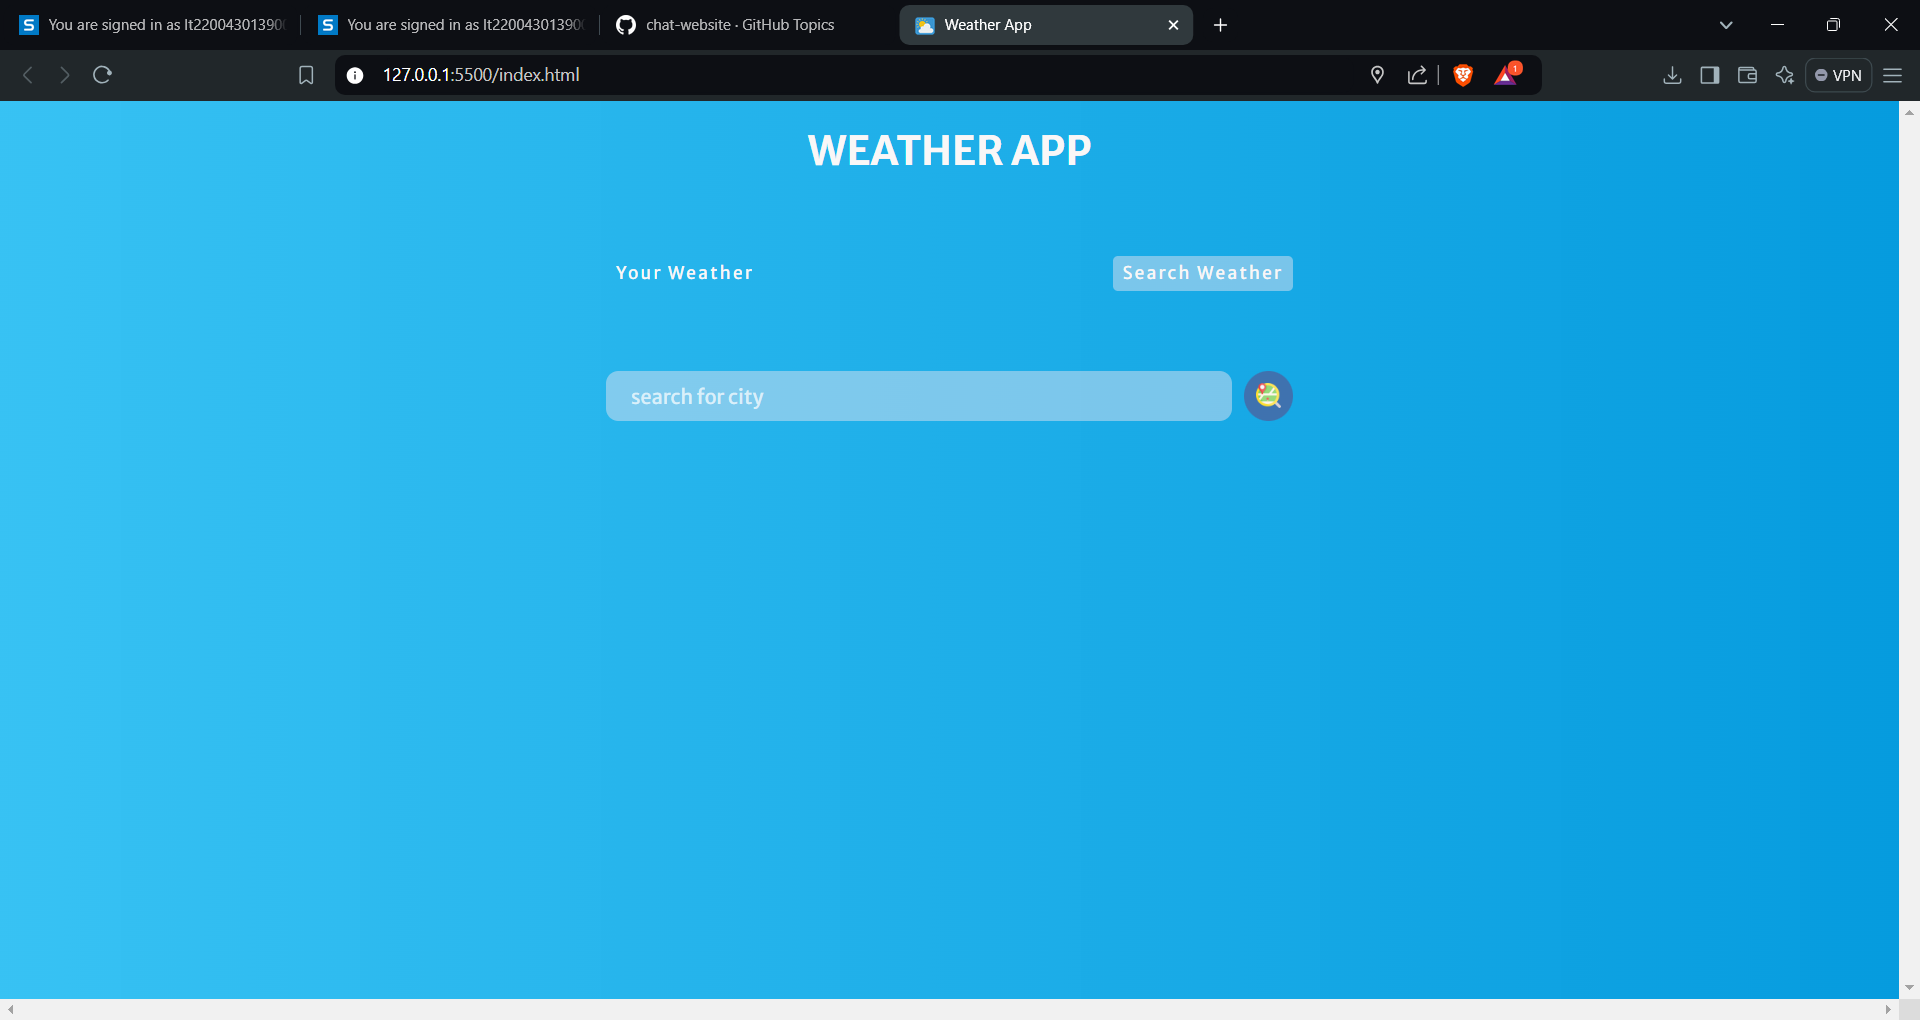 You are signed in as It22004301390
You are signed in as It22004301390
chat-website · GitHub Topics
Weather App
127.0.0.1:5500/index.html
1
VPN
WEATHER APP
Your Weather
Search Weather
search for city